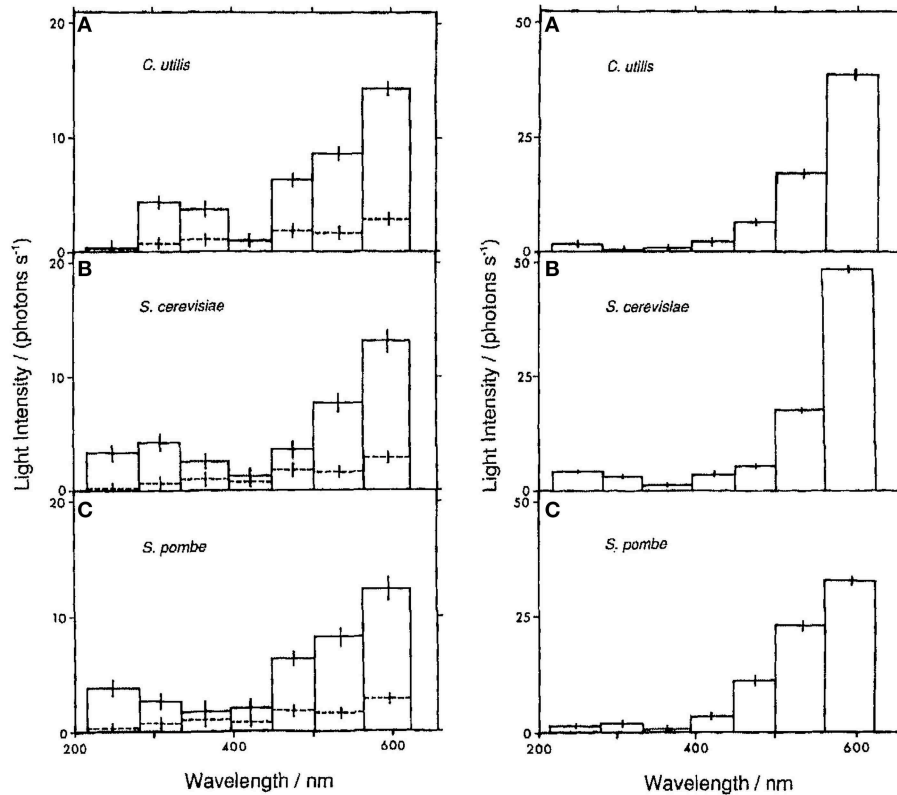 20
A
C. utilis
10
0
20
B
S. cerevisiae
10
0
20
C
S. pombe
10
0
200
400
600
Light Intensity / (photons s⁻¹)
Wavelength / nm
50
A
C. utilis
25
0
50
B
S. cerevisiae
25
0
50
C
S. pombe
25
0
200
400
600
Light Intensity / (photons s⁻¹)
Wavelength / nm